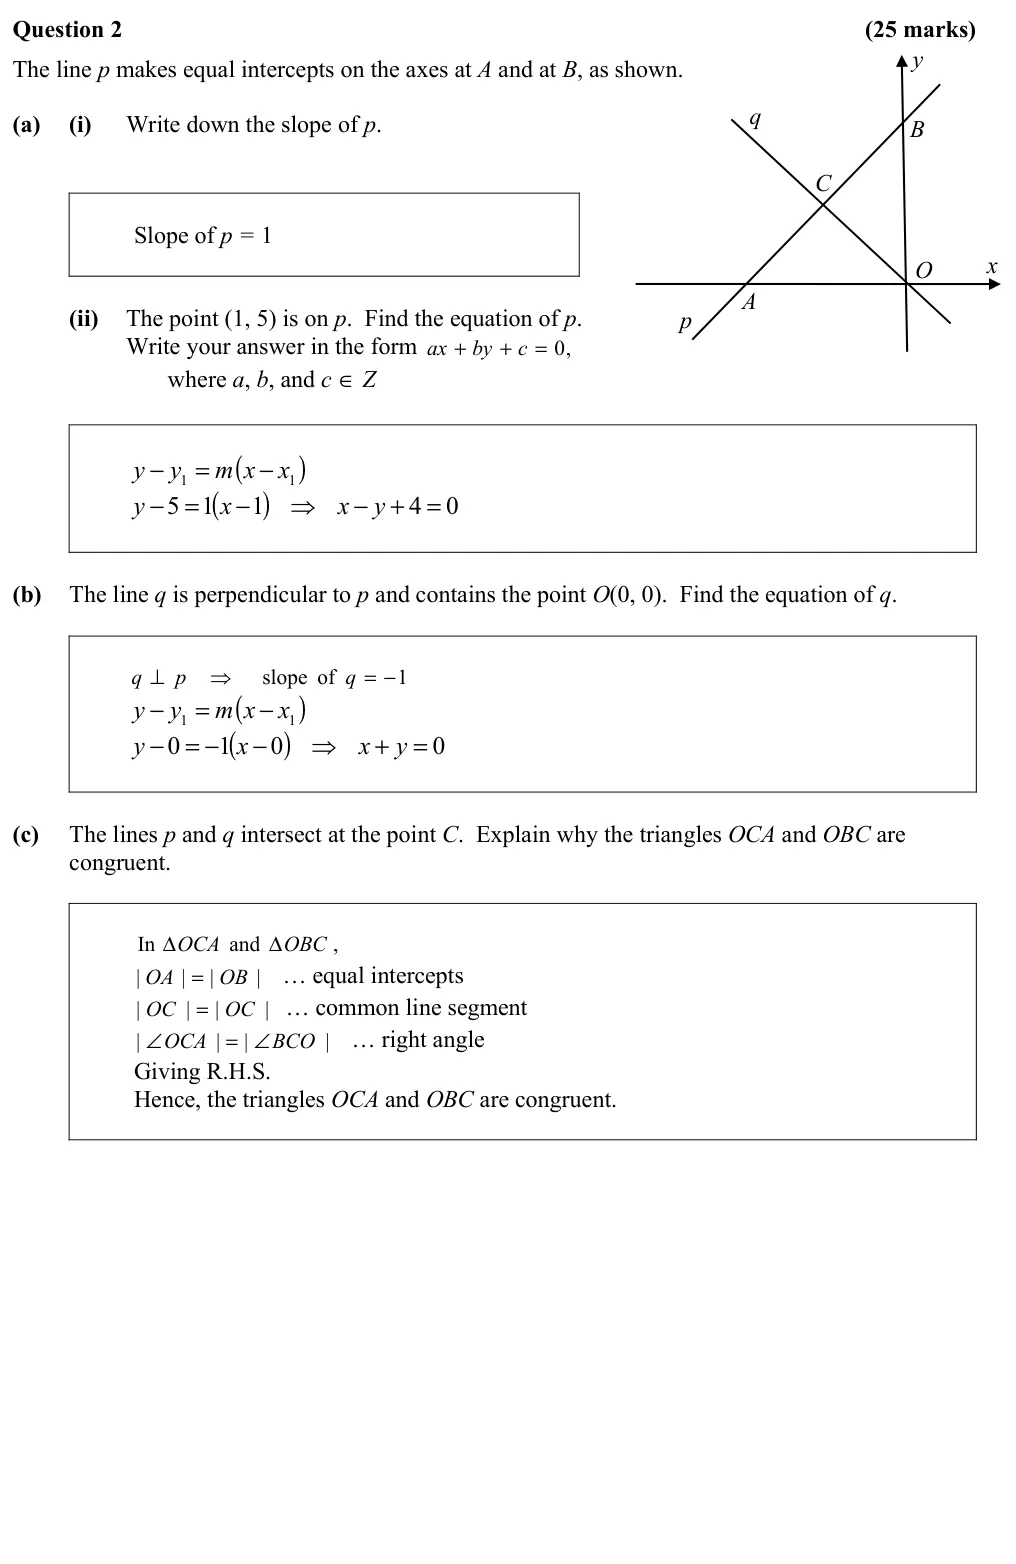 Question 2 (25 marks)
The line p makes equal intercepts on the axes at A and at B, as shown.
(a) (i) Write down the slope of p.
Slope of p = 1
(ii) The point (1, 5) is on p. Find the equation of p.
Write your answer in the form ax + by + c = 0,
where a, b, and c ∈ Z
y
q
B
C
O
x
A
p
y − y₁ = m(x − x₁)
y − 5 = 1(x − 1) ⇒ x − y + 4 = 0
(b) The line q is perpendicular to p and contains the point O(0, 0). Find the equation of q.
q ⊥ p ⇒ slope of q = −1
y − y₁ = m(x − x₁)
y − 0 = −1(x − 0) ⇒ x + y = 0
(c) The lines p and q intersect at the point C. Explain why the triangles OCA and OBC are
congruent.
In ΔOCA and ΔOBC ,
| OA | = | OB | … equal intercepts
| OC | = | OC | … common line segment
| ∠OCA | = | ∠BCO | … right angle
Giving R.H.S.
Hence, the triangles OCA and OBC are congruent.